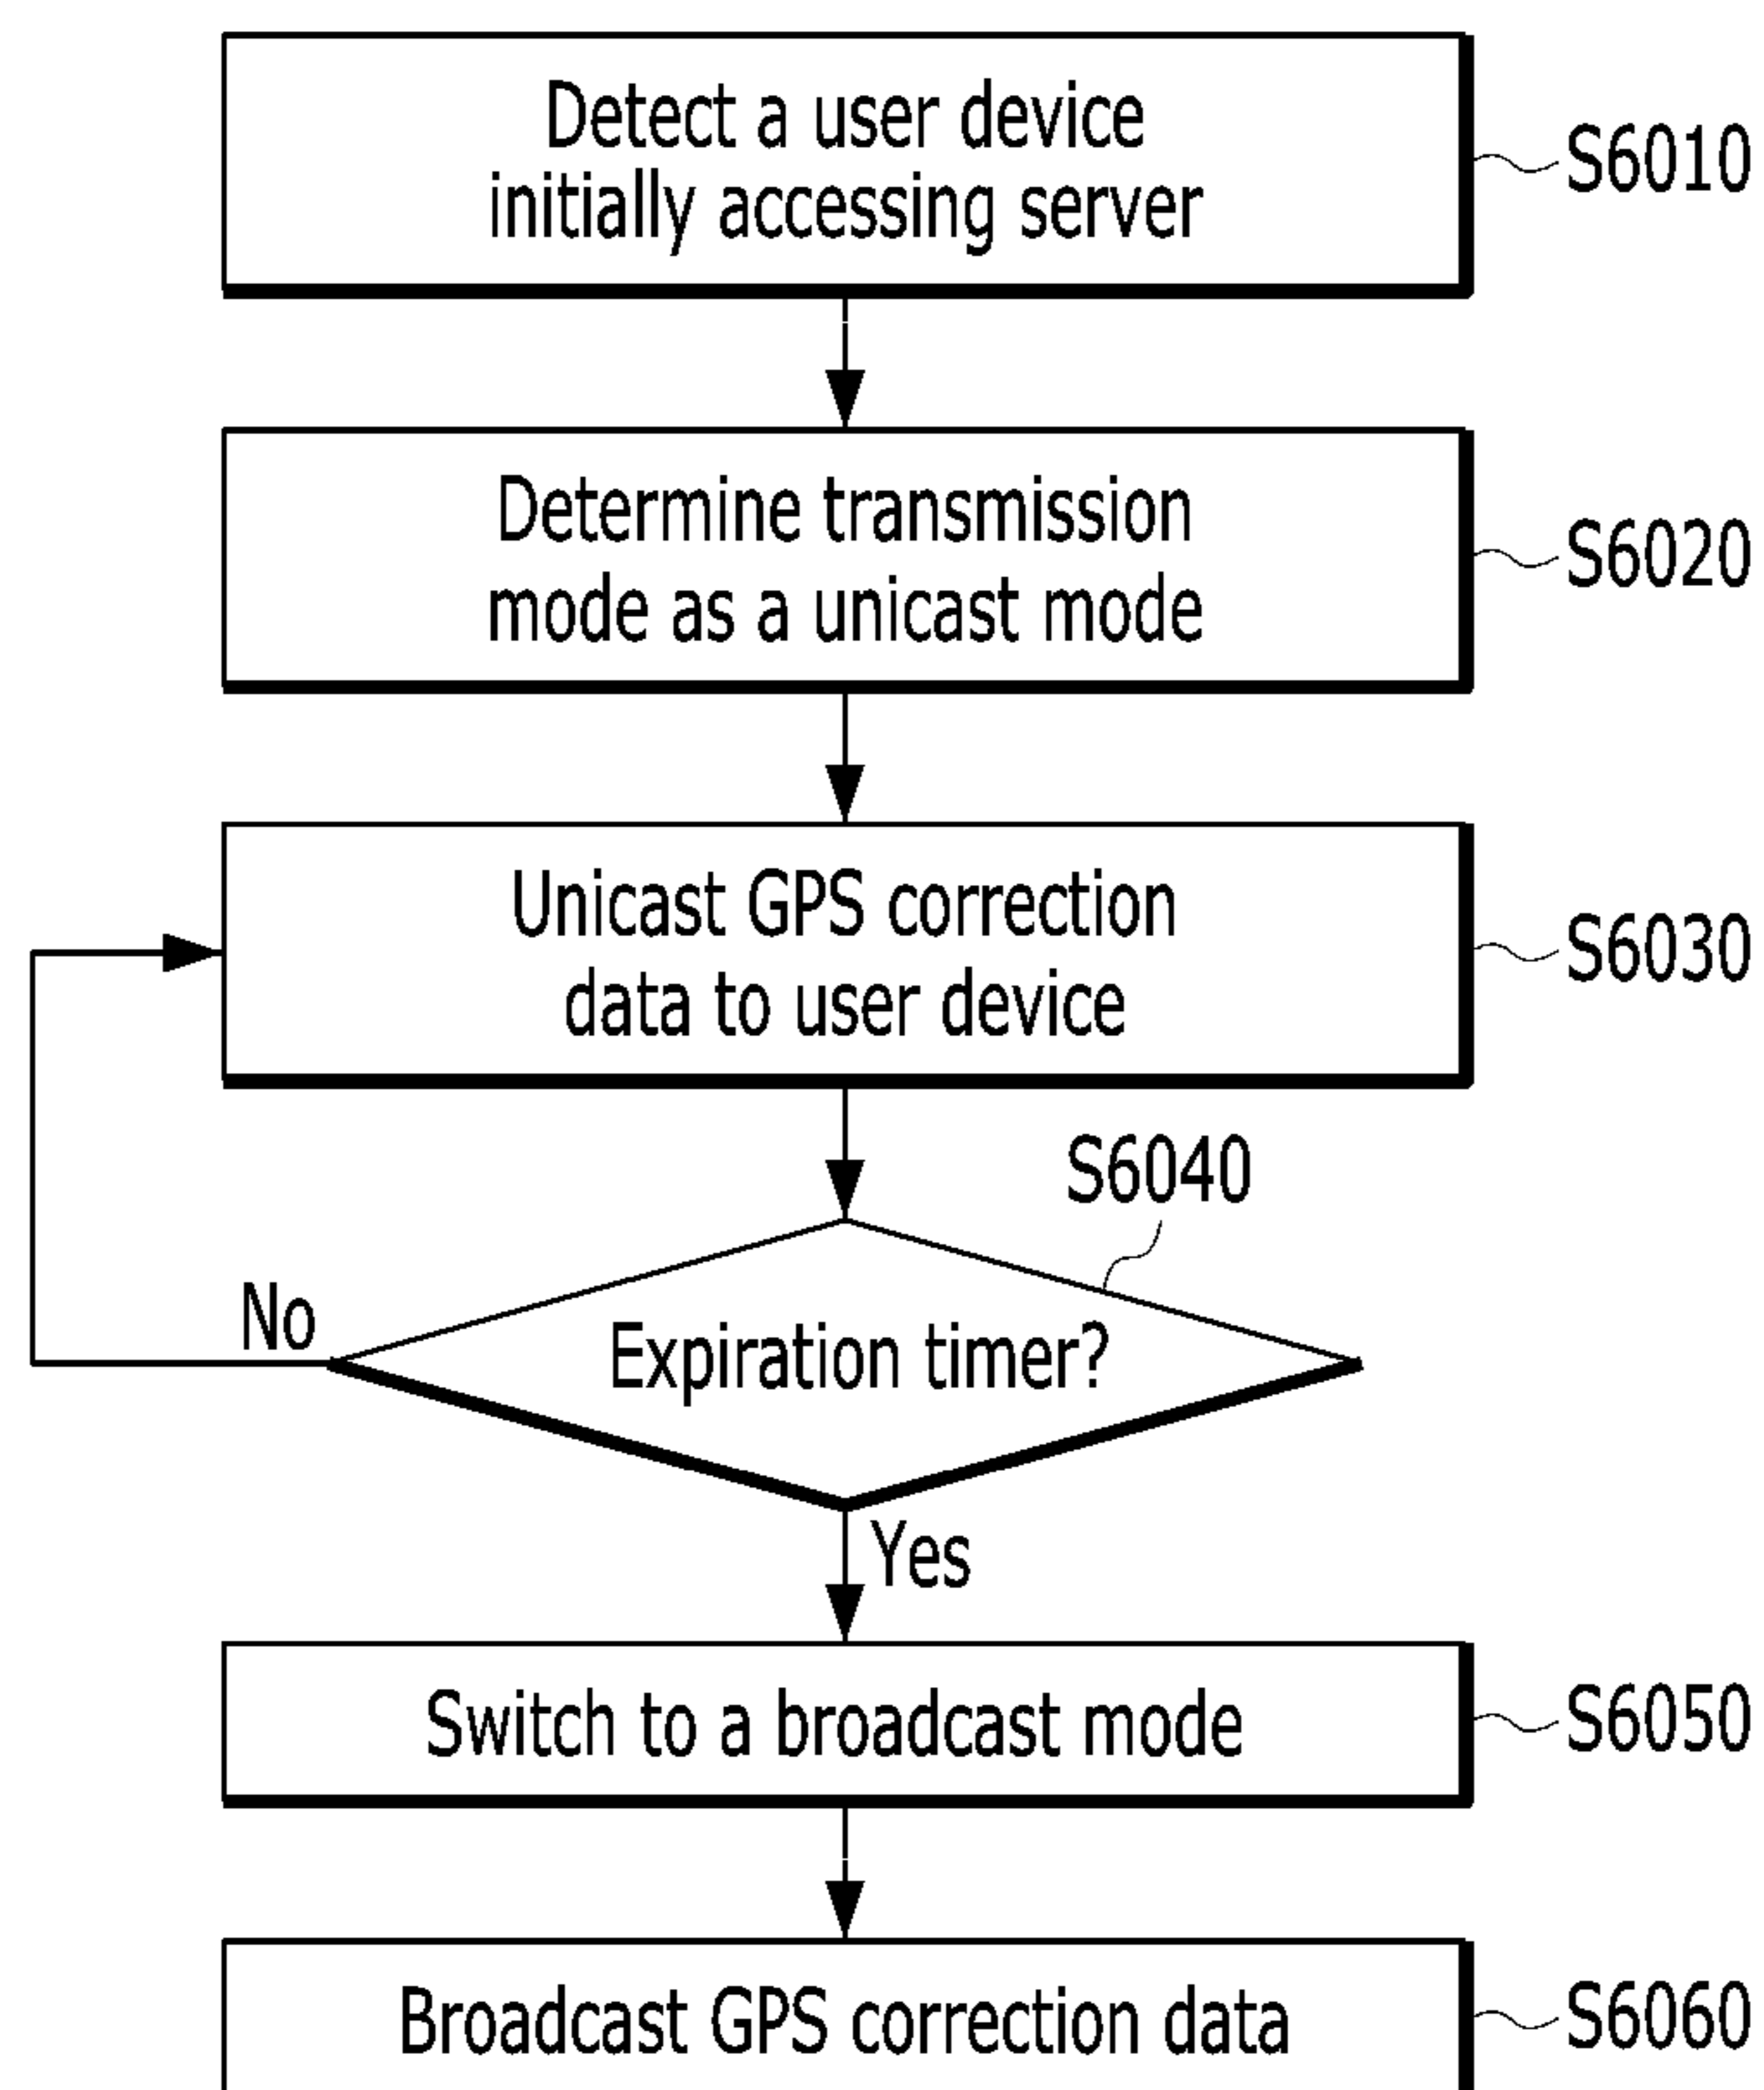 Detect a user device
initially accessing server
S6010
Determine transmission
mode as a unicast mode
S6020
Unicast GPS correction
data to user device
S6030
S6040
No
Expiration timer?
Yes
Switch to a broadcast mode
S6050
Broadcast GPS correction data
S6060